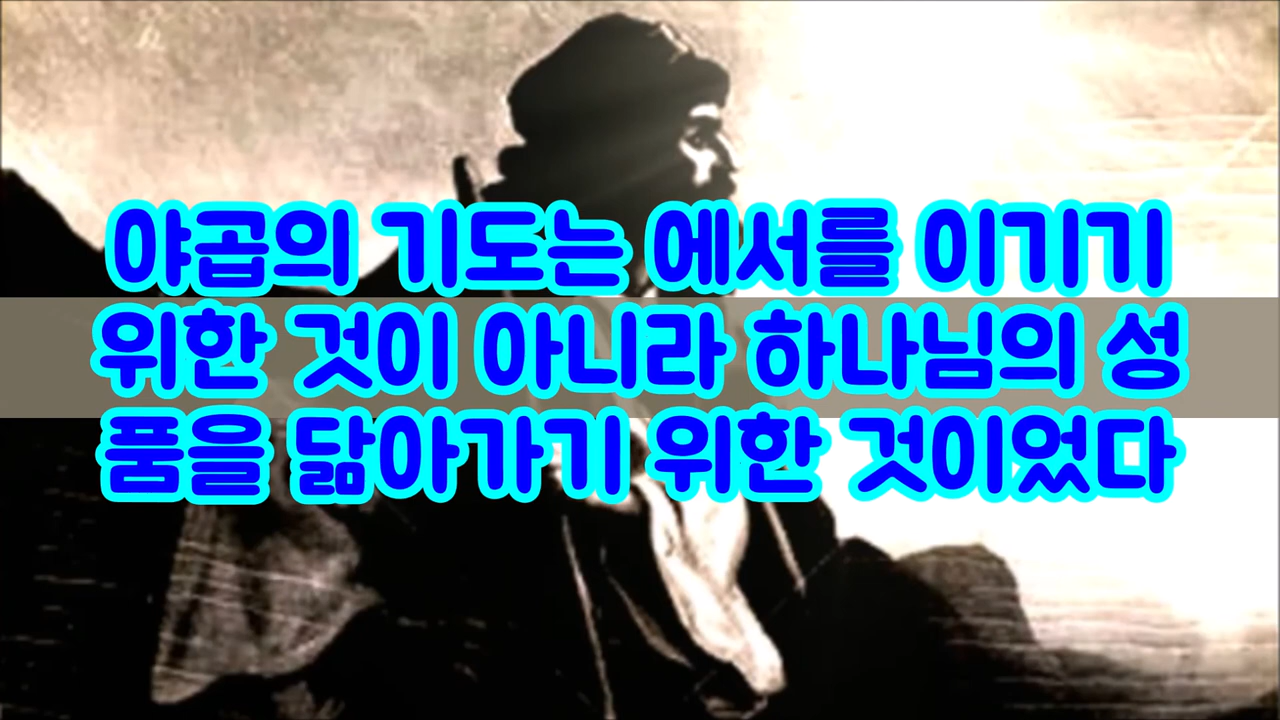 야곱의 기도는 에서를 이기기
위한 것이 아니라 하나님의 성
품을 닮아가기 위한 것이었다